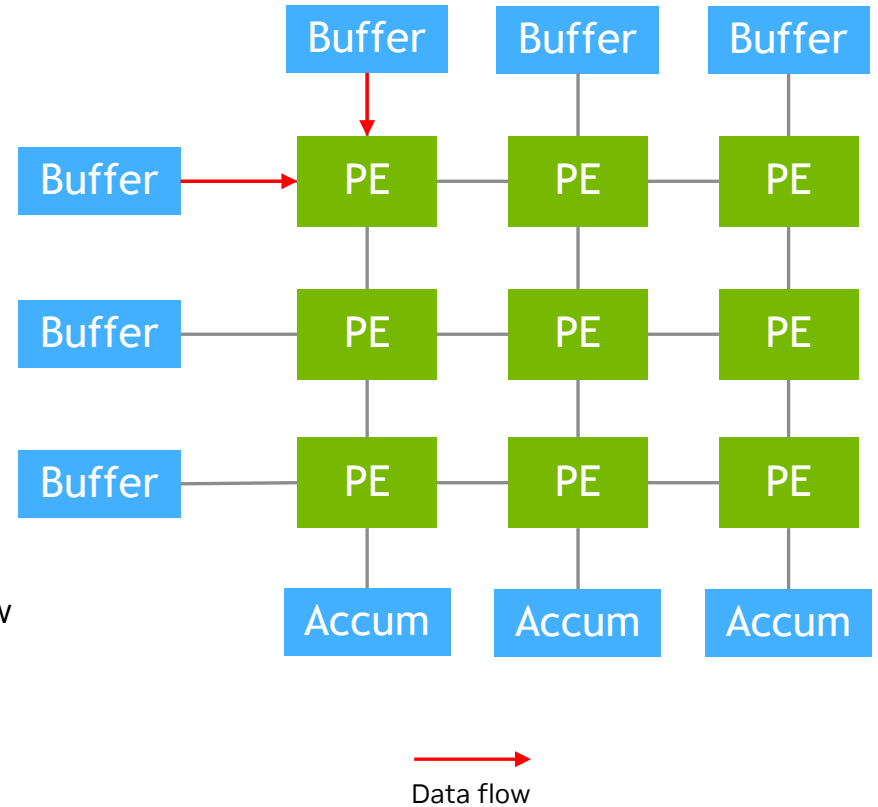 Buffer Buffer Buffer
Buffer PE PE PE
Buffer PE PE PE
Buffer PE PE PE
w
Accum Accum Accum
Data flow